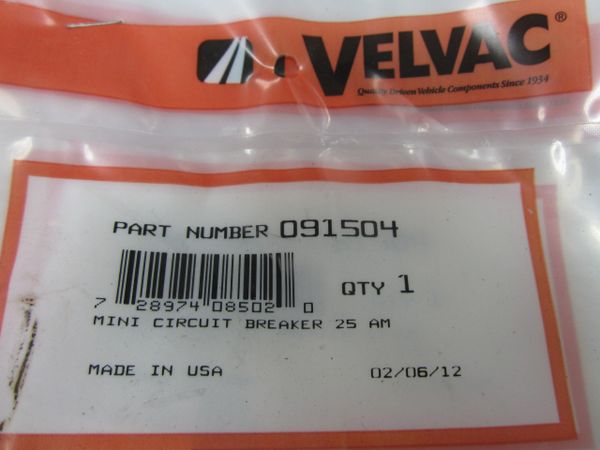 VELVAC®
Quality Driven Vehicle Components Since 1934
PART NUMBER 091504
7 28974 08502 0
QTY 1
MINI CIRCUIT BREAKER 25 AM
MADE IN USA 02/06/12